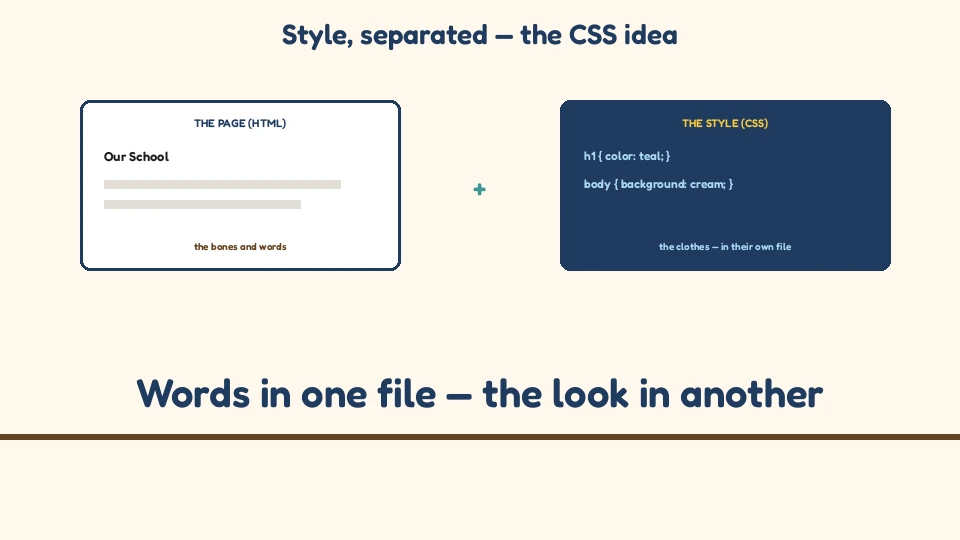 Style, separated — the CSS idea
THE PAGE (HTML)
Our School
the bones and words
+
THE STYLE (CSS)
h1 { color: teal; }
body { background: cream; }
the clothes — in their own file
Words in one file — the look in another